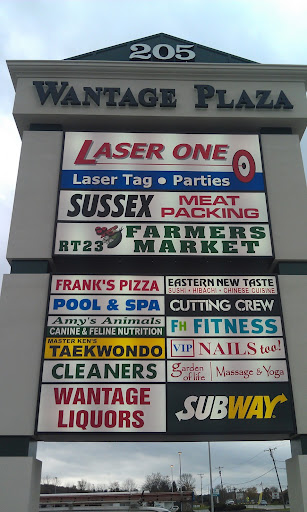 205
WANTAGE PLAZA
LASER ONE
Laser Tag • Parties
SUSSEX MEAT PACKING
RT23 FARMERS MARKET
FRANK'S PIZZA
EASTERN NEW TASTE
SUSHI • HIBACHI • CHINESE CUISINE
POOL & SPA
CUTTING CREW
Amy's Animals
CANINE & FELINE NUTRITION
FH FITNESS
MASTER KEN'S
TAEKWONDO
VIP NAILS too!
CLEANERS
garden of life Massage & Yoga
WANTAGE LIQUORS
SUBWAY